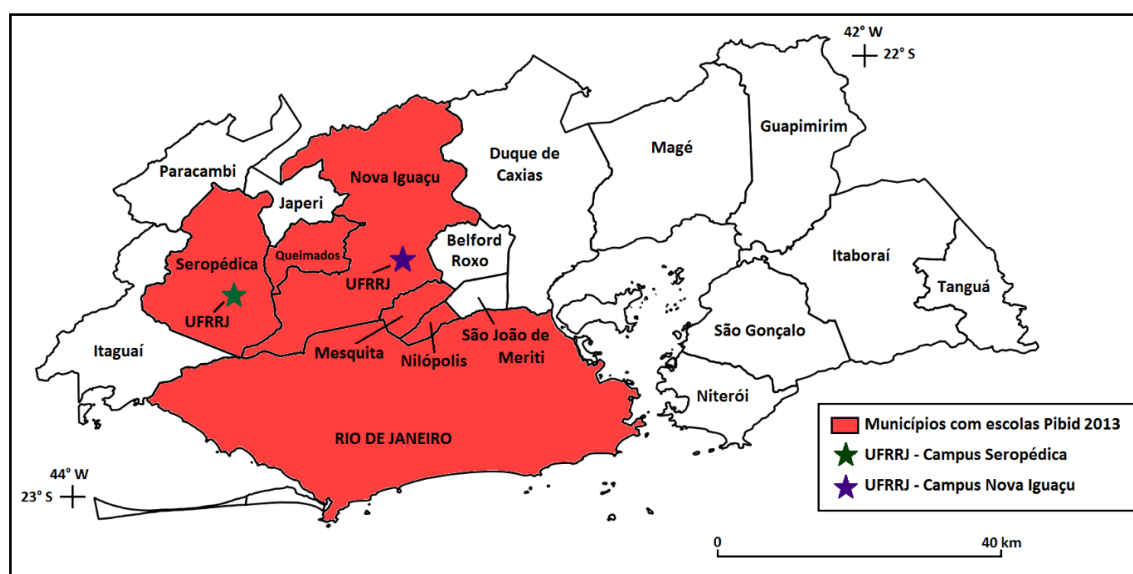 42° W
22° S
Guapimirim
Magé
Duque de
Caxias
Paracambi
Nova Iguaçu
Japeri
Belford
Roxo
Queimados
Seropédica
UFRRJ
UFRRJ
Itaboraí
Tanguá
São Gonçalo
São João de
Meriti
Mesquita
Nilópolis
Itaguaí
Niterói
RIO DE JANEIRO
44° W
23° S
Municípios com escolas Pibid 2013
UFRRJ - Campus Seropédica
UFRRJ - Campus Nova Iguaçu
0
40 km